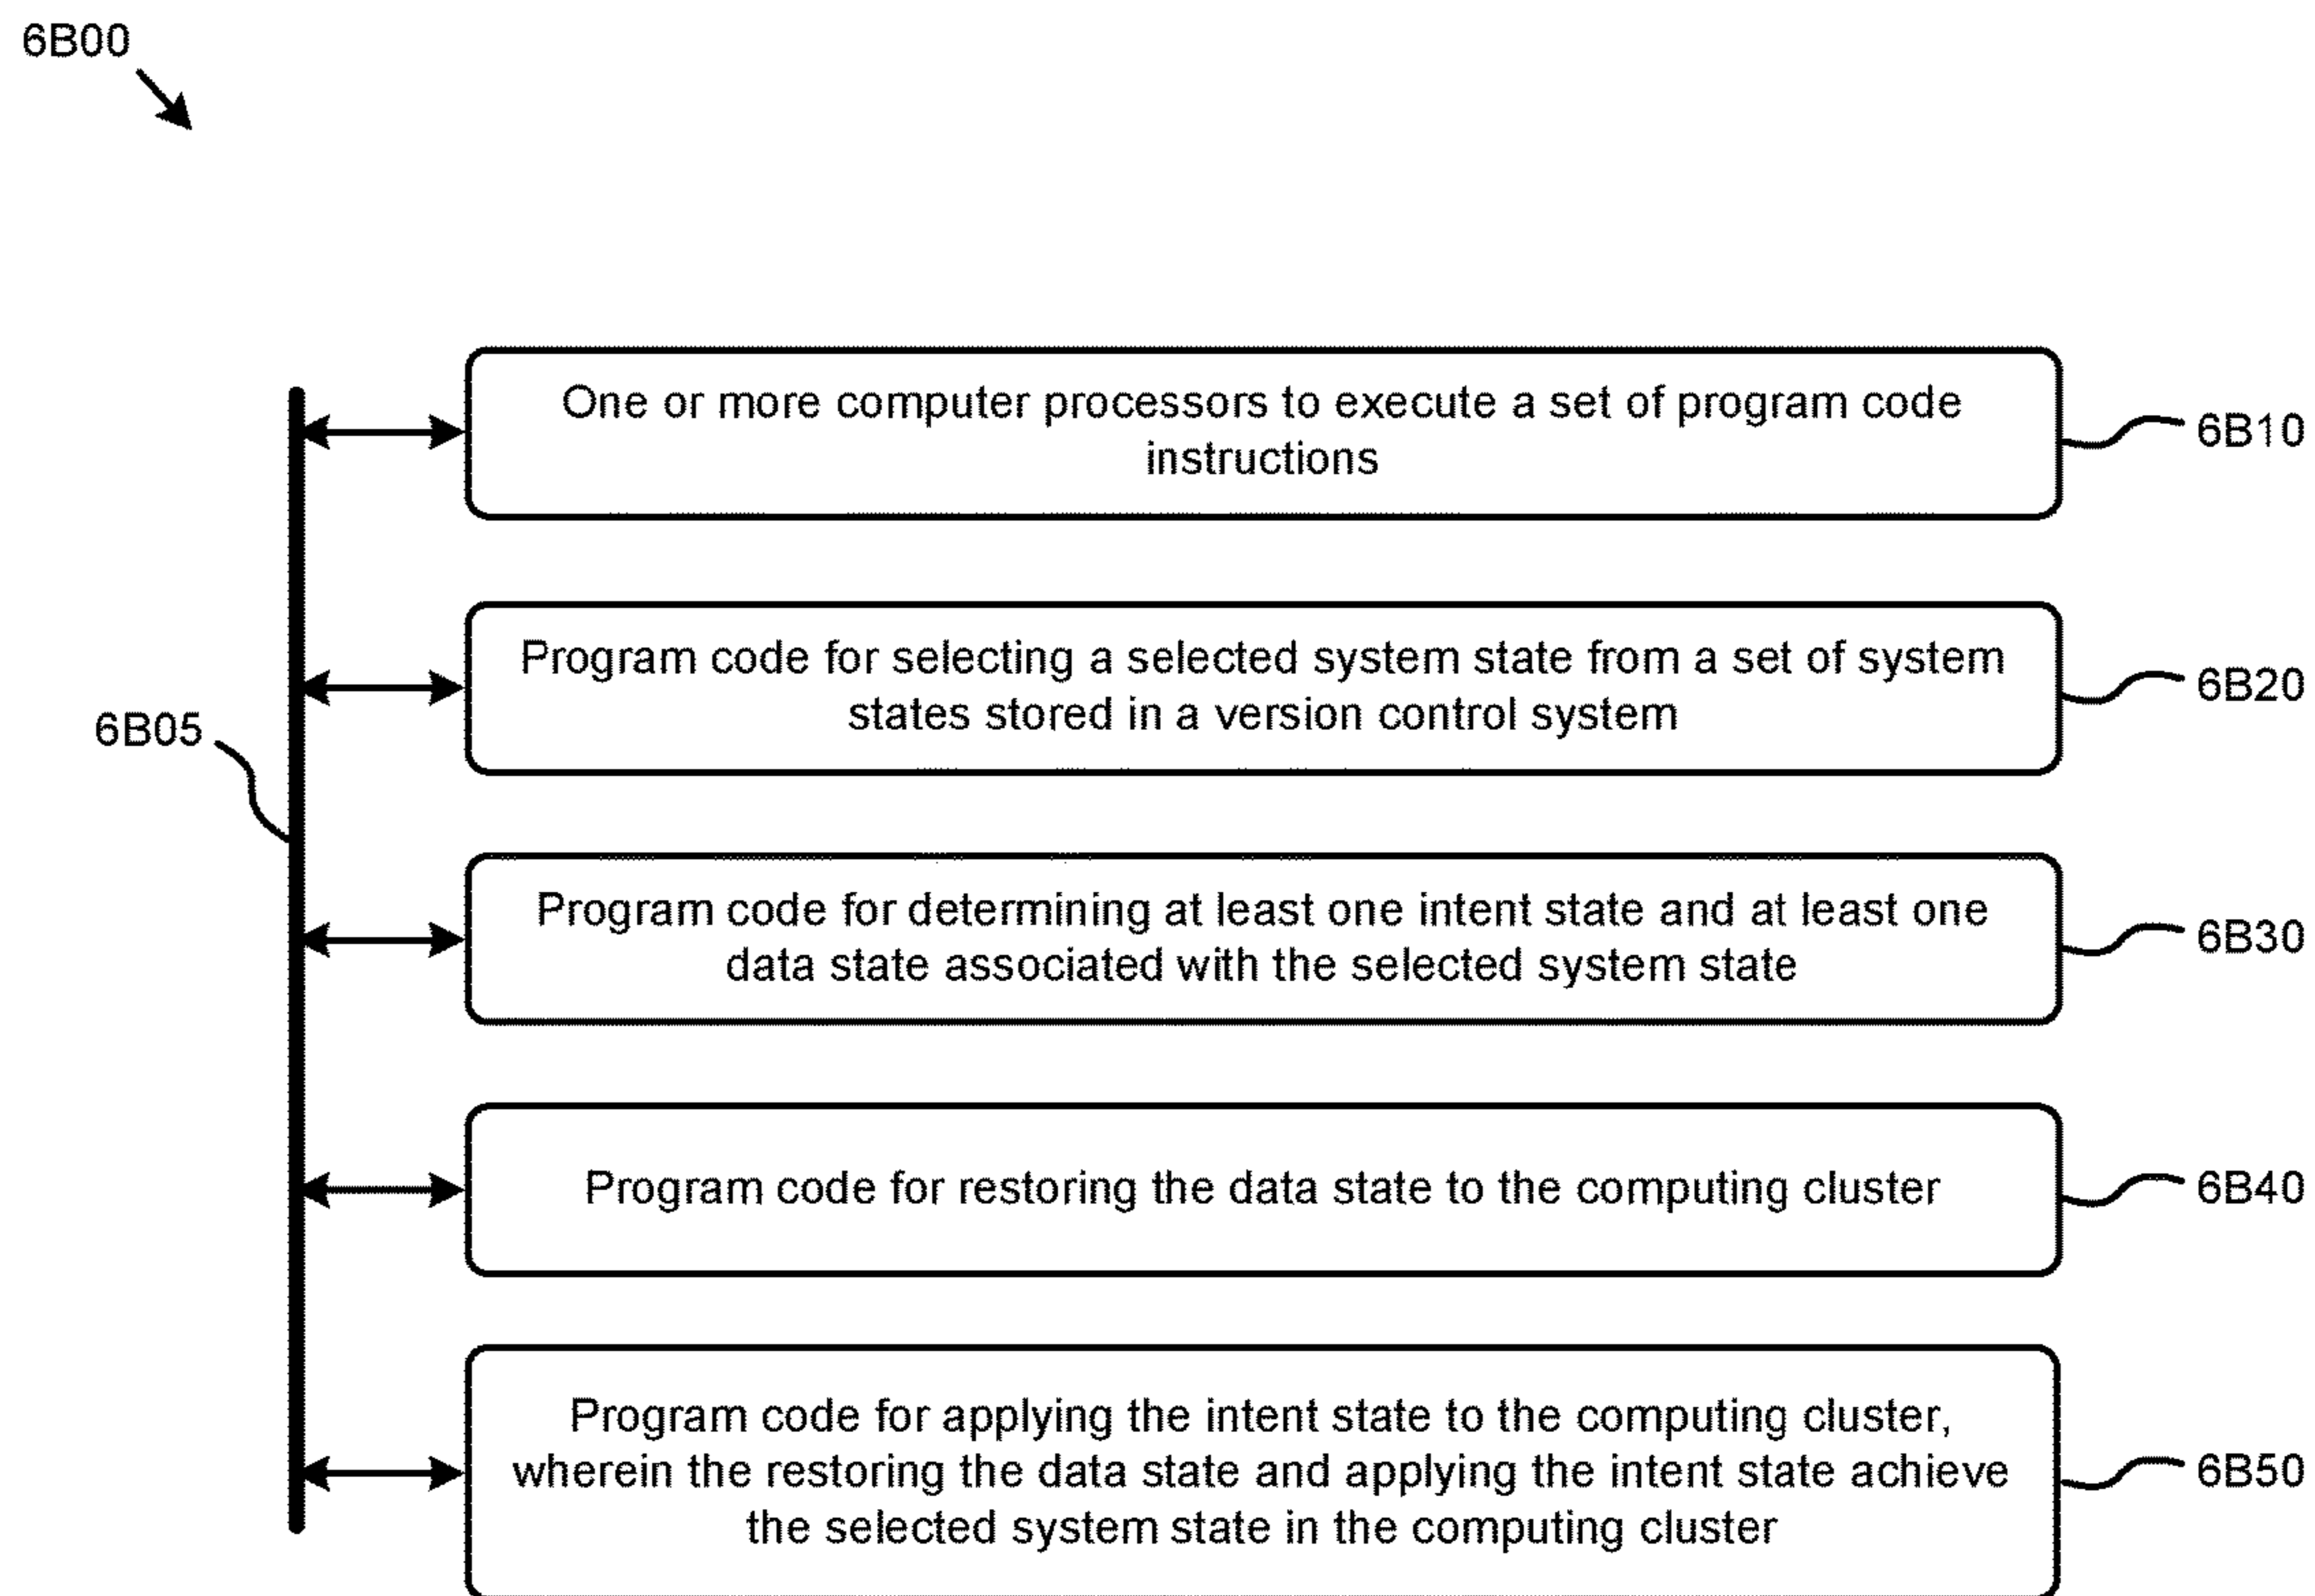 6B00
One or more computer processors to execute a set of program code
instructions
6B10
Program code for selecting a selected system state from a set of system
states stored in a version control system
6B20
6B05
Program code for determining at least one intent state and at least one
data state associated with the selected system state
6B30
Program code for restoring the data state to the computing cluster
6B40
Program code for applying the intent state to the computing cluster,
wherein the restoring the data state and applying the intent state achieve
the selected system state in the computing cluster
6B50